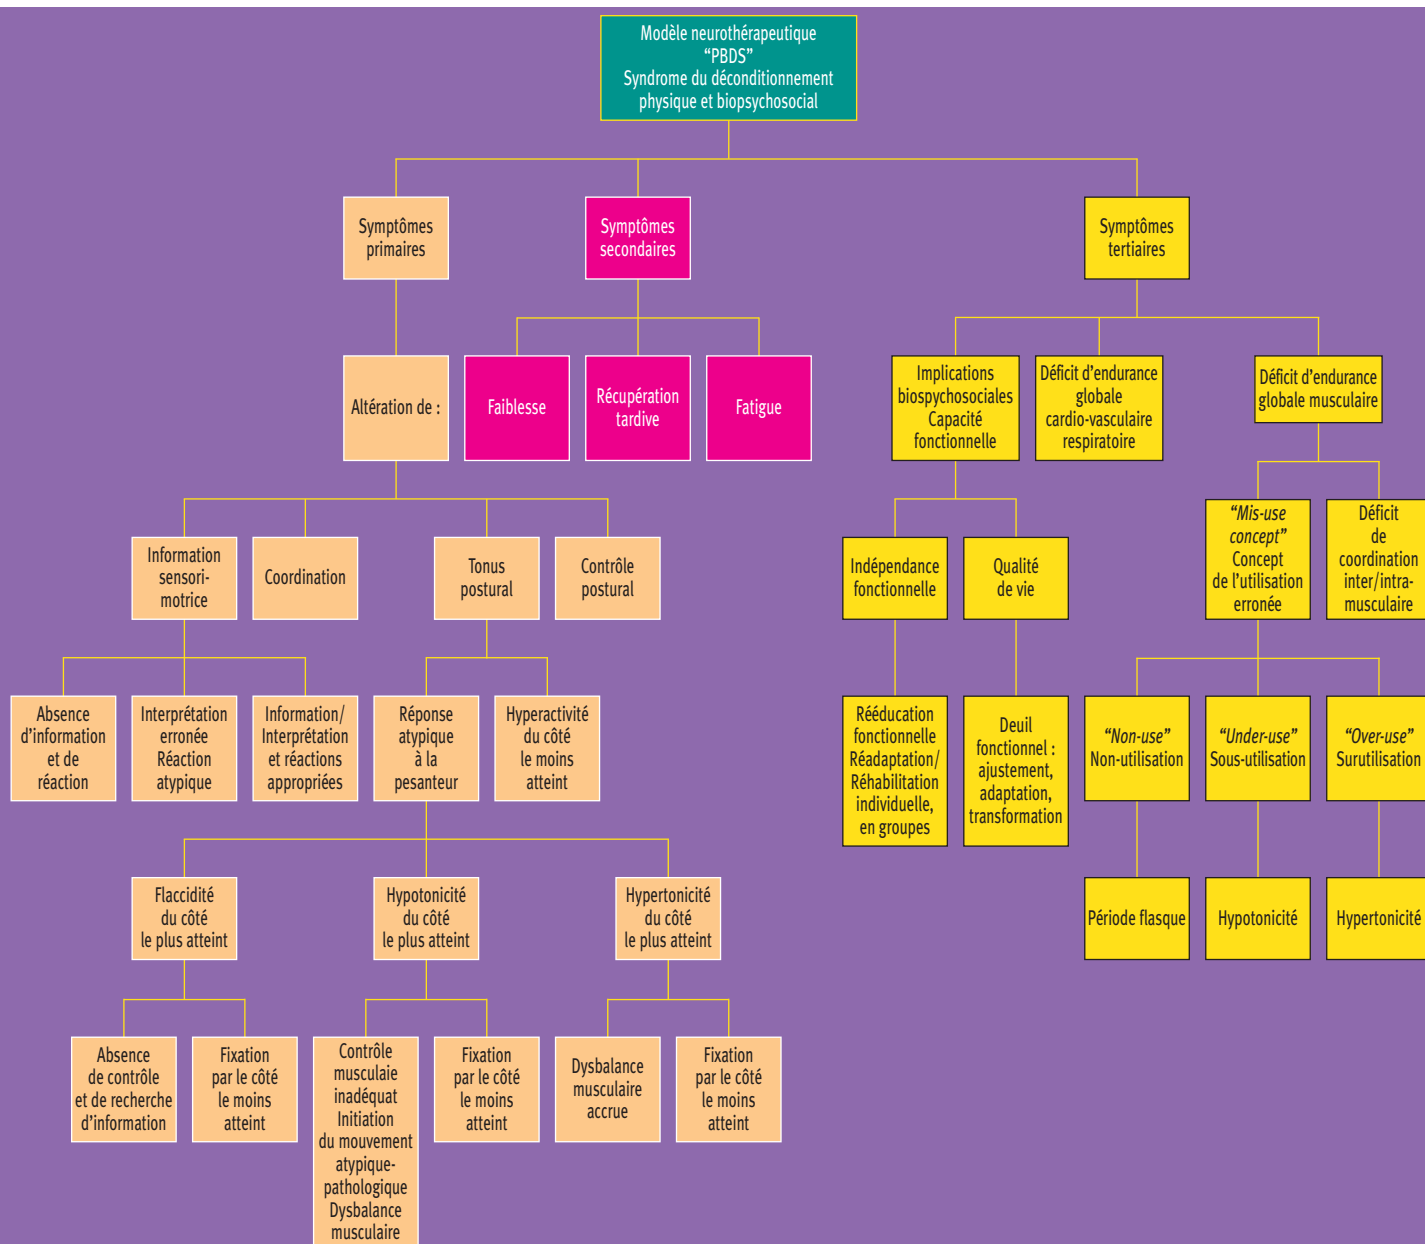 Modèle neurothérapeutique
“PBDS”
Syndrome du déconditionnement
physique et biopsychosocial
Symptômes
primaires
Symptômes
secondaires
Symptômes
tertiaires
Altération de :
Faiblesse
Récupération
tardive
Fatigue
Implications
biospychosociales
Capacité
fonctionnelle
Déficit d’endurance
globale
cardio-vasculaire
respiratoire
Déficit d’endurance
globale musculaire
Information
sensori-
motrice
Coordination
Tonus
postural
Contrôle
postural
Indépendance
fonctionnelle
Qualité
de vie
“Mis-use
concept”
Concept
de l’utilisation
erronée
Déficit
de
coordination
inter/intra-
musculaire
Absence
d’information
et de
réaction
Interprétation
erronée
Réaction
atypique
Information/
Interprétation
et réactions
appropriées
Réponse
atypique
à la
pesanteur
Hyperactivité
du côté
le moins
atteint
Rééducation
fonctionnelle
Réadaptation/
Réhabilitation
individuelle,
en groupes
Deuil
fonctionnel :
ajustement,
adaptation,
transformation
“Non-use”
Non-utilisation
“Under-use”
Sous-utilisation
“Over-use”
Surutilisation
Flaccidité
du côté
le plus atteint
Hypotonicité
du côté
le plus atteint
Hypertonicité
du côté
le plus atteint
Période flasque
Hypotonicité
Hypertonicité
Absence
de contrôle
et de recherche
d’information
Fixation
par le côté
le moins
atteint
Contrôle
musculaie
inadéquat
Initiation
du mouvement
atypique-
pathologique
Dysbalance
musculaire
Fixation
par le côté
le moins
atteint
Dysbalance
musculaire
accrue
Fixation
par le côté
le moins
atteint